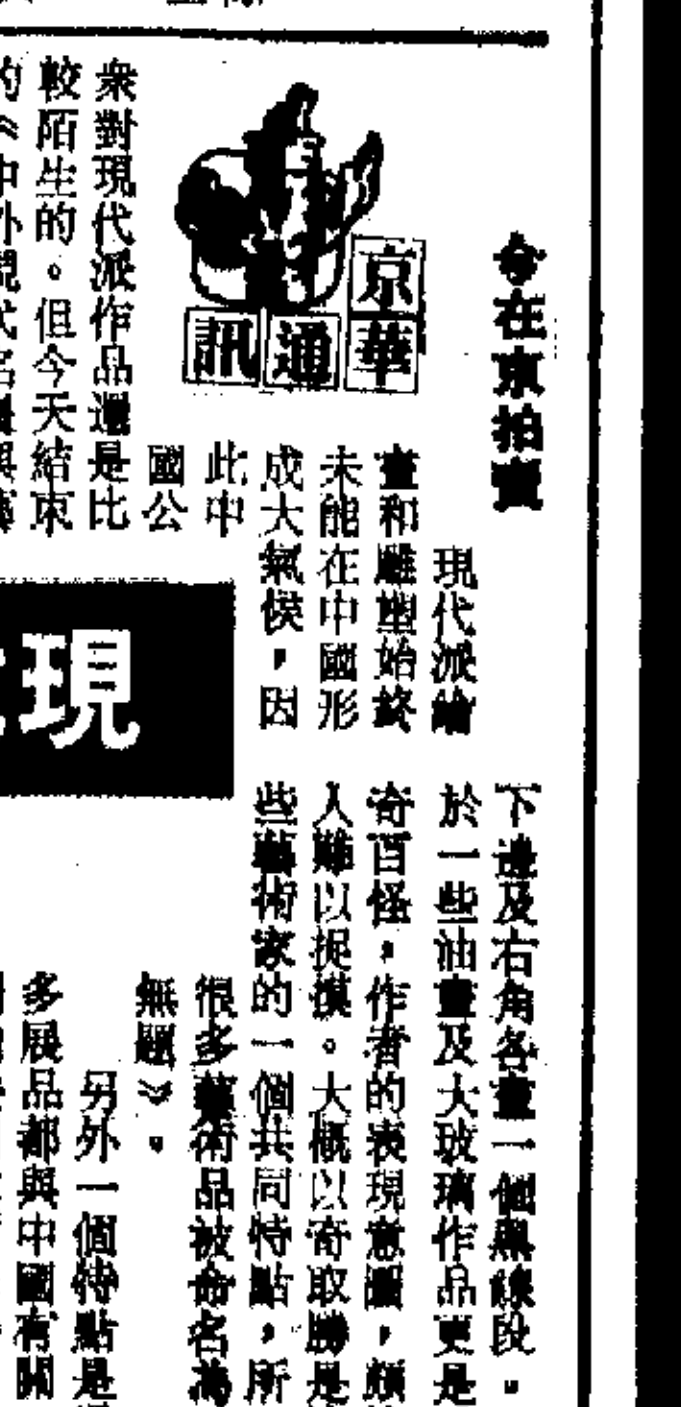 京華
通
訊
令在京拍賣
現代派繪
畫和雕塑始終
未能在中國形
成大氣候，因
此中
國公
衆對現代派作品還是比
較陌生的。但今天結束
現
下邊及右角各畫一個黑線段。
於一些油畫及大玻璃作品更是
奇百怪，作者的表現意圖，頗
人難以捉摸。大概以奇取勝是
些藝術家的一個共同特點，所
很多藝術品被命名為
無題》。
另外一個特點是
多展品都與中國有關